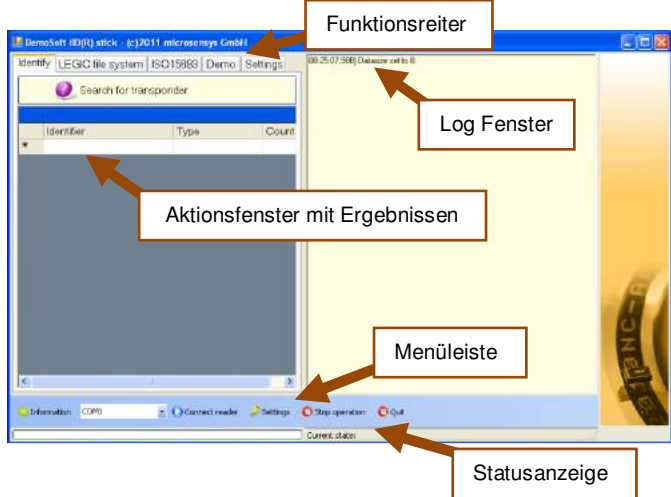 Funktionsreiter
DemoSoft iID(R) stick - (c)2011 microsensys GmbH
Identify LEGIC file system ISO15693 Demo Settings
Search for transponder
Log Fenster
Identifier Type Count
*
Aktionsfenster mit Ergebnissen
Menüleiste
Information COM1 Connect reader Settings Stop operation Quit
Current state:
Statusanzeige